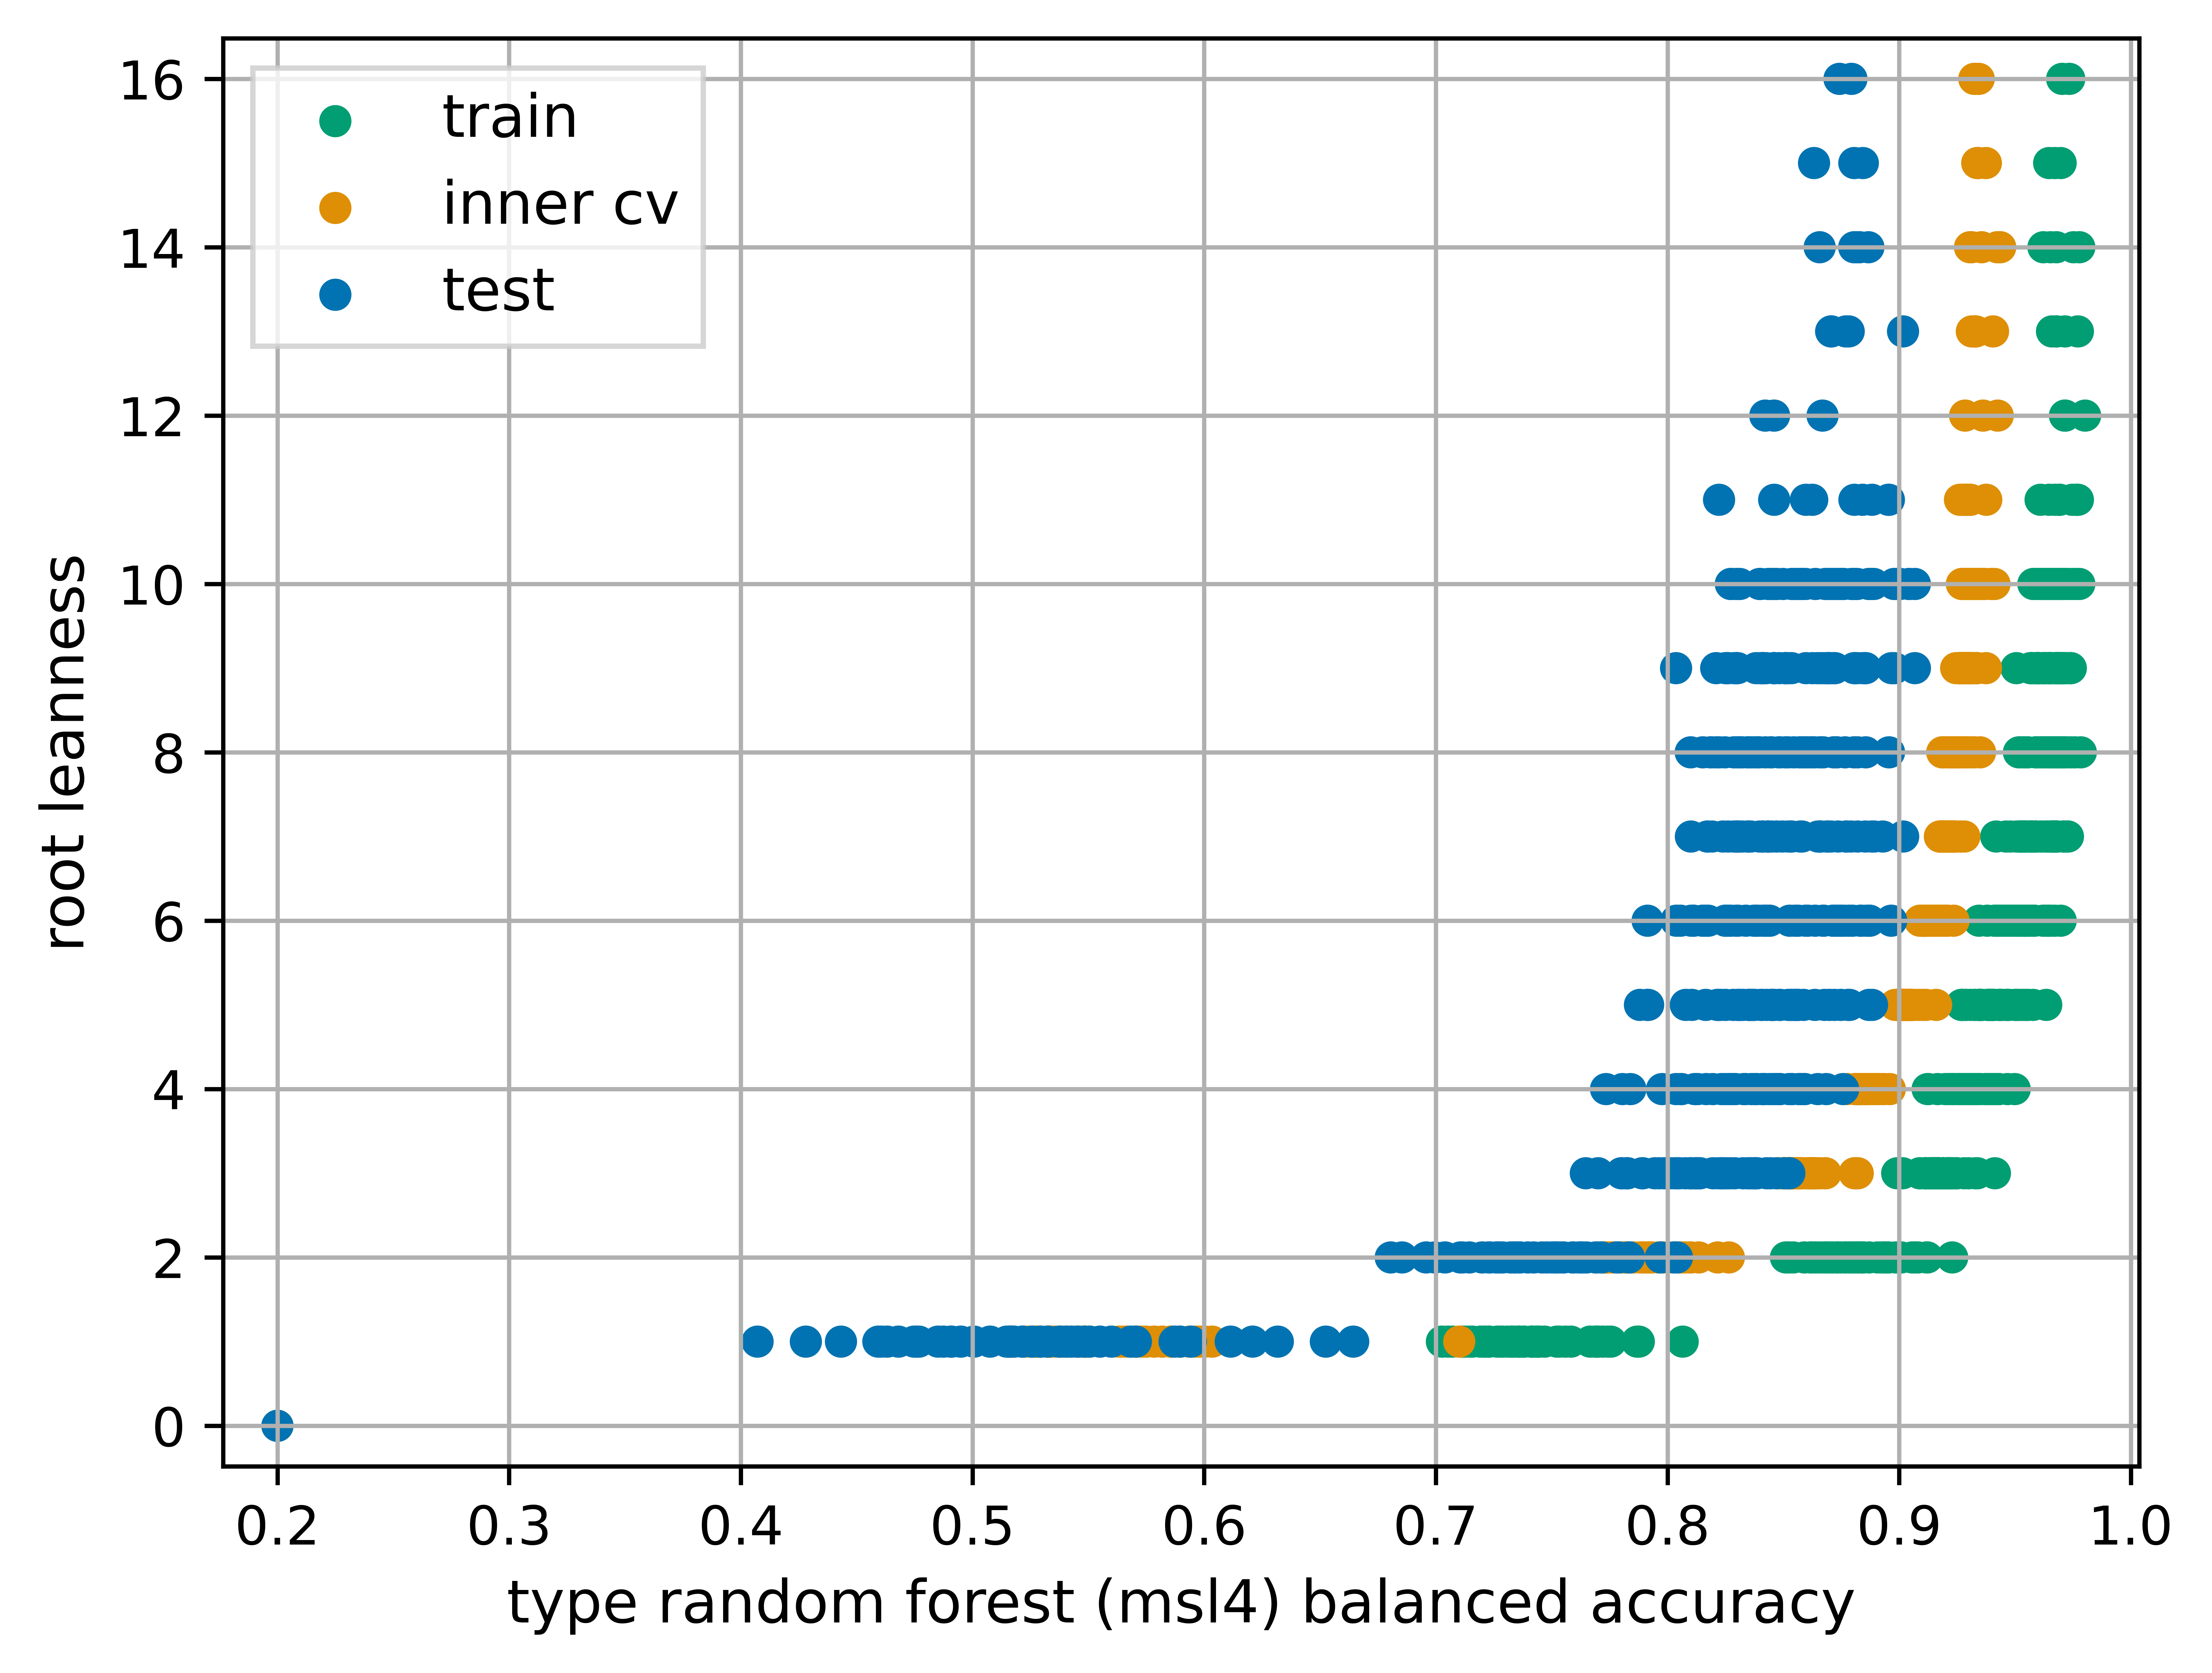 train
inner cv
test
root leanness
16
14
12
10
8
6
4
2
0
0.2 0.3 0.4 0.5 0.6 0.7 0.8 0.9 1.0
type random forest (msl4) balanced accuracy